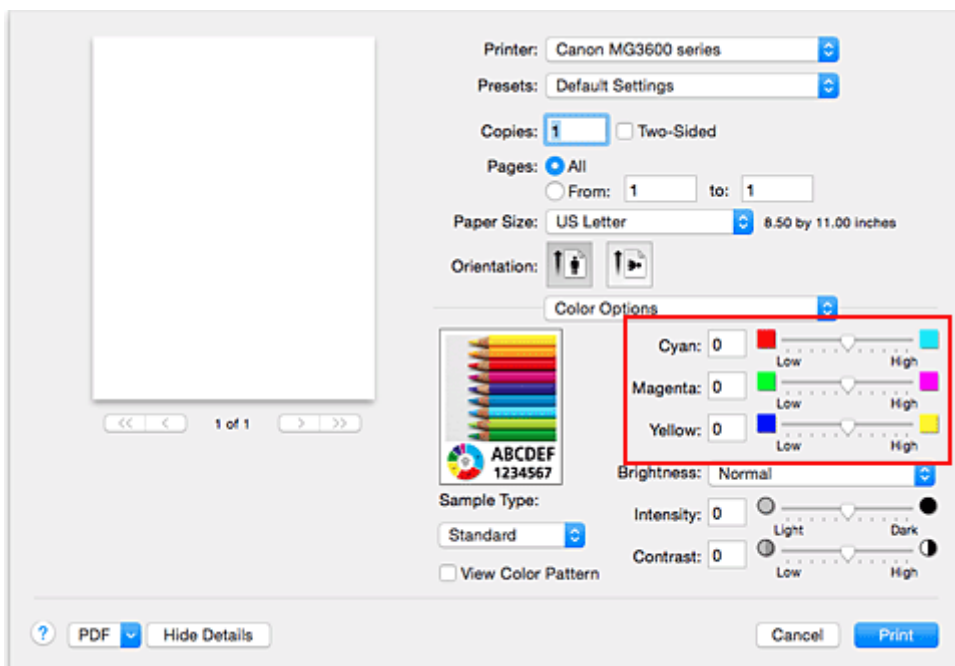 Printer: Canon MG3600 series
Presets: Default Settings
Copies: 1 Two-Sided
Pages: All
From: 1 to: 1
Paper Size: US Letter 8.50 by 11.00 inches
Orientation:
Color Options
<< < 1 of 1 > >>
ABCDEF
1234567
Sample Type:
Standard
View Color Pattern
Cyan: 0
Low High
Magenta: 0
Low High
Yellow: 0
Low High
Brightness: Normal
Intensity: 0
Light Dark
Contrast: 0
Low High
? PDF Hide Details Cancel Print